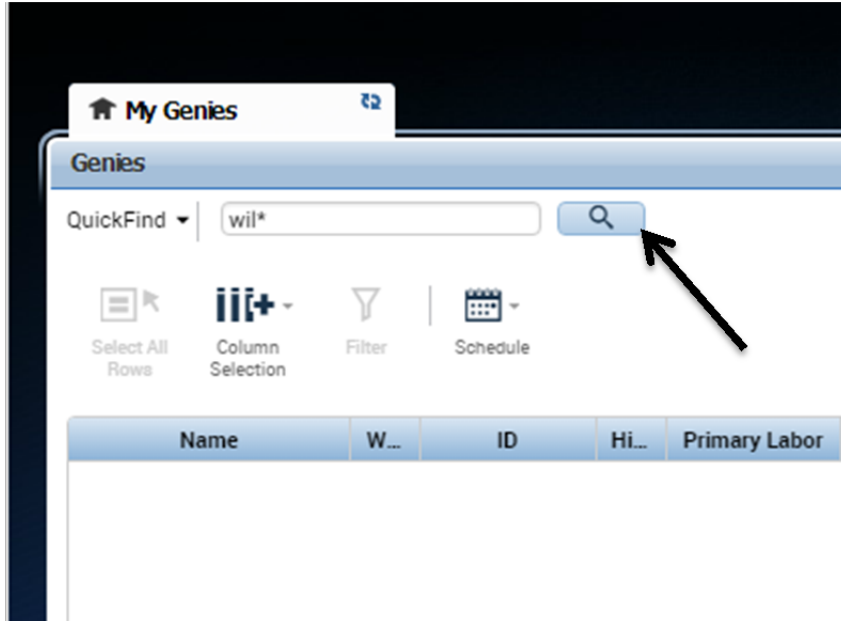 My Genies
Genies
QuickFind
wil*
Select All
Rows
Column
Selection
Filter
Schedule
Name W... ID Hi... Primary Labor